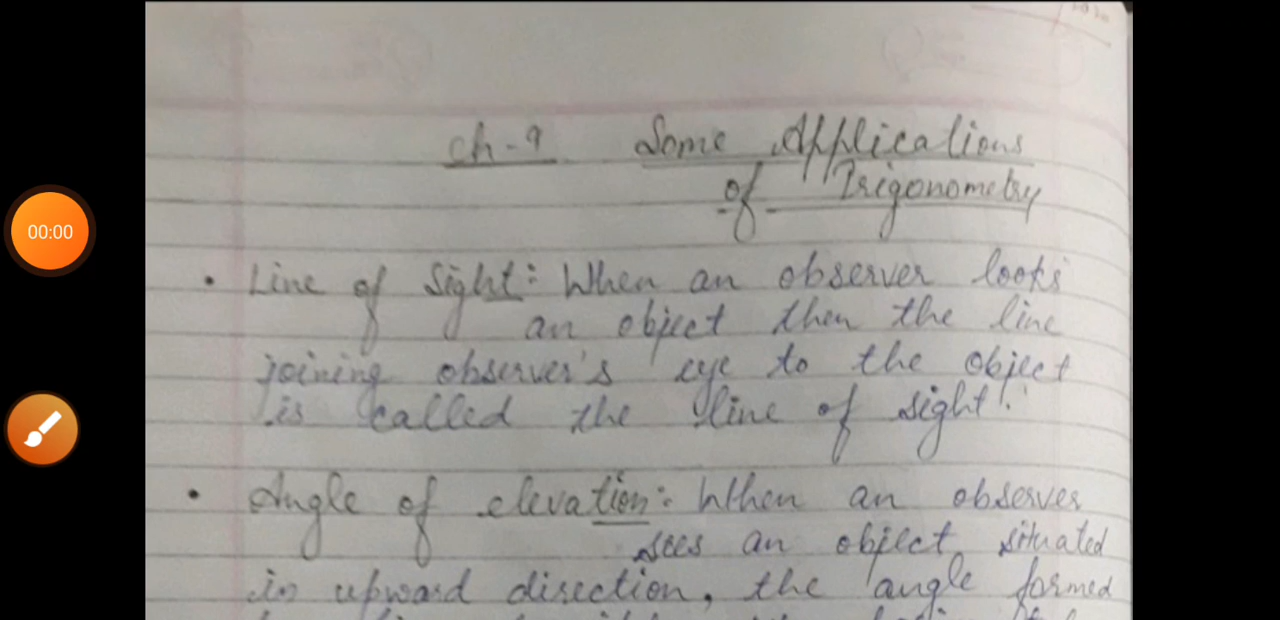 00:00
Ch-9 Some Applications
of Trigonometry
• Line of Sight: When an observer looks
an object then the line
joining observer's eye to the object
is called the line of sight.
• Angle of elevation: When an observer
sees an object situated
in upward direction, the angle formed